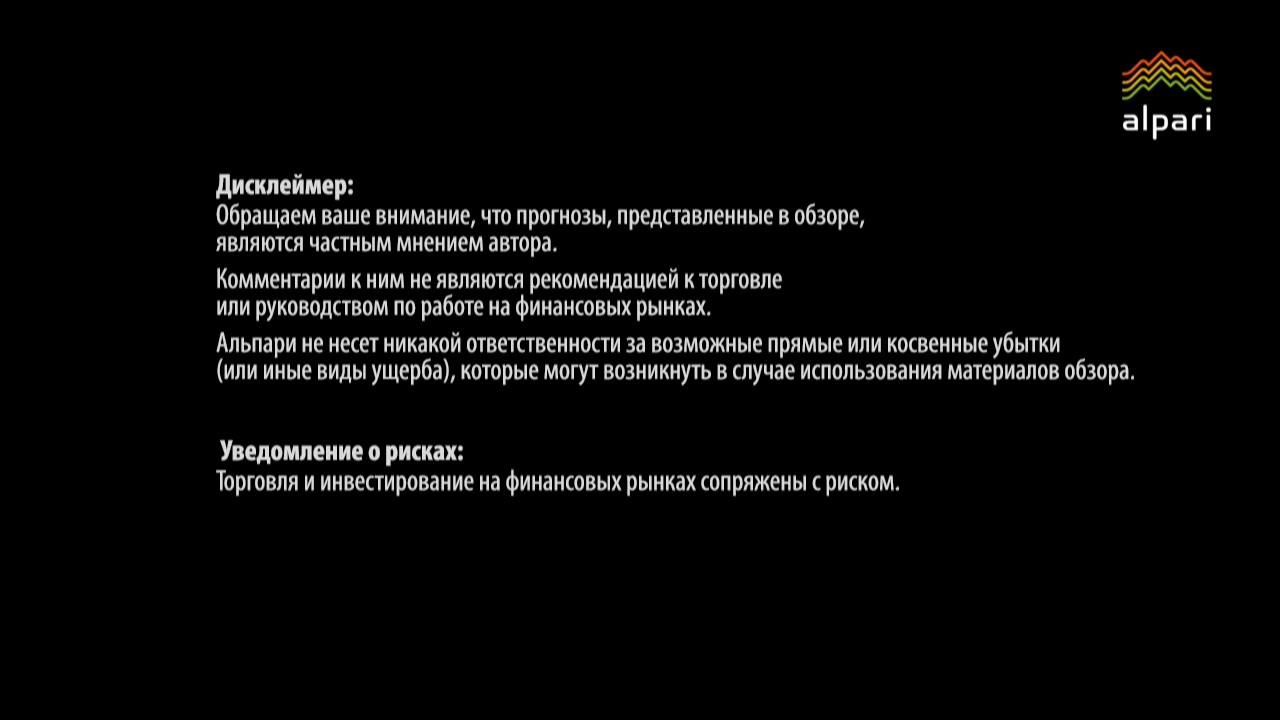 alpari
Дисклеймер:
Обращаем ваше внимание, что прогнозы, представленные в обзоре,
являются частным мнением автора.
Комментарии к ним не являются рекомендацией к торговле
или руководством по работе на финансовых рынках.
Альпари не несет никакой ответственности за возможные прямые или косвенные убытки
(или иные виды ущерба), которые могут возникнуть в случае использования материалов обзора.
Уведомление о рисках:
Торговля и инвестирование на финансовых рынках сопряжены с риском.